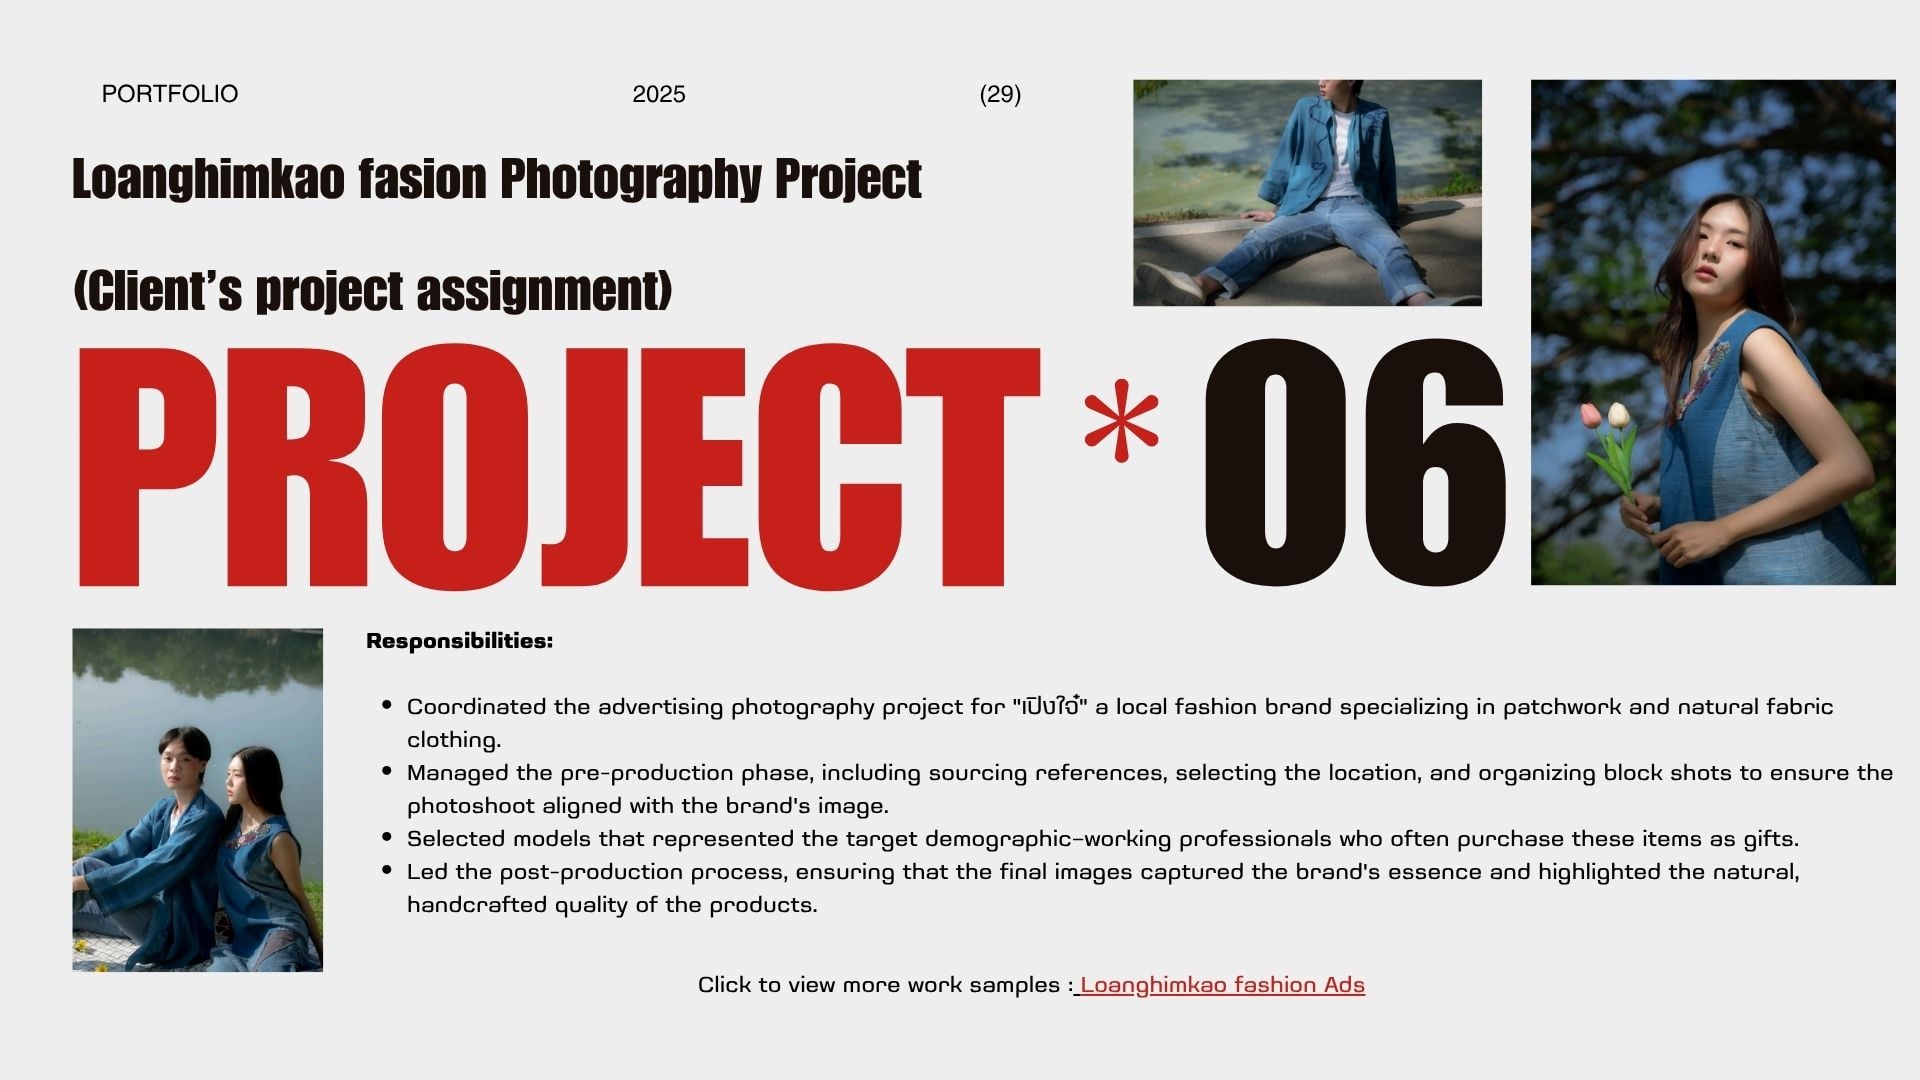 PORTFOLIO 2025 (29)
Loanghimkao fasion Photography Project
(Client’s project assignment)
PROJECT * 06
Responsibilities:
• Coordinated the advertising photography project for "เปิงใจ๋" a local fashion brand specializing in patchwork and natural fabric
clothing.
• Managed the pre-production phase, including sourcing references, selecting the location, and organizing block shots to ensure the
photoshoot aligned with the brand's image.
• Selected models that represented the target demographic–working professionals who often purchase these items as gifts.
• Led the post-production process, ensuring that the final images captured the brand's essence and highlighted the natural,
handcrafted quality of the products.
Click to view more work samples : Loanghimkao fashion Ads